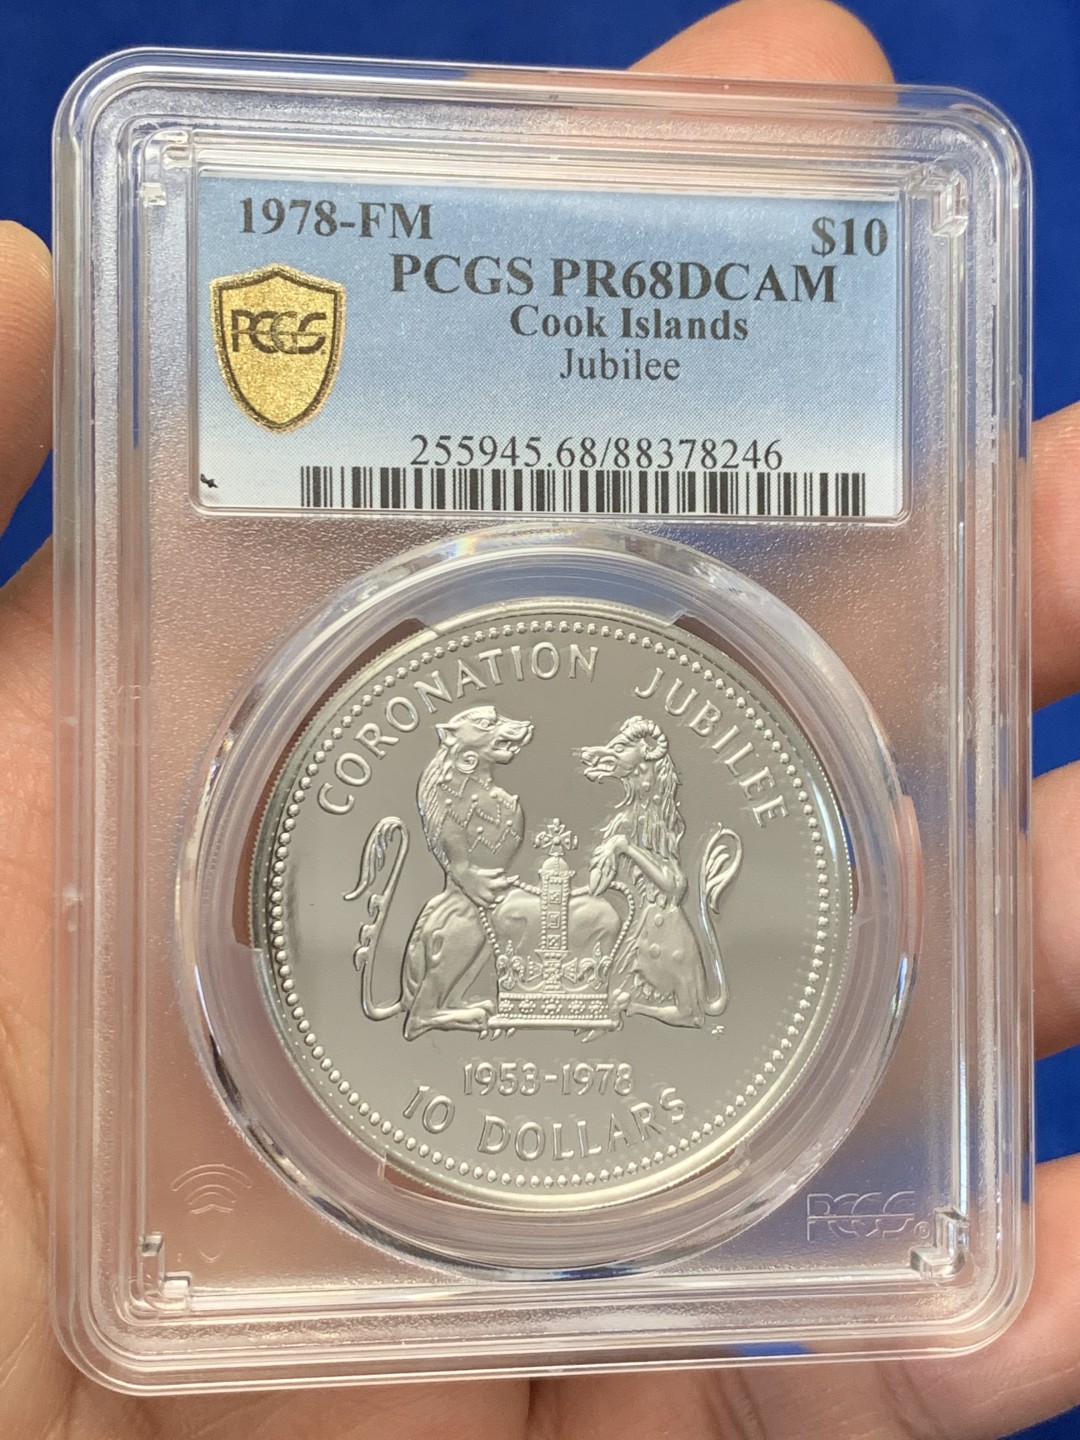 1978-FM $10
PCGS PR68DCAM
Cook Islands
Jubilee
PCGS
255945.68/88378246
CORONATION JUBILEE
1953-1978
10 DOLLARS
PCGS